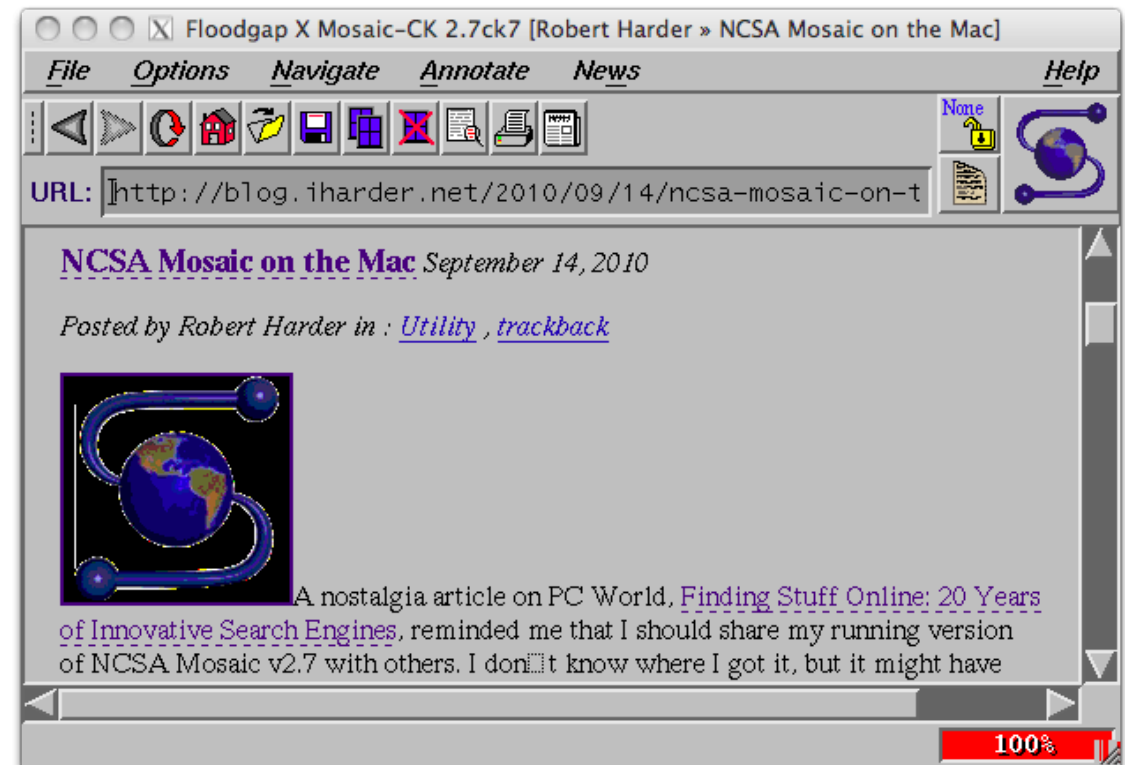 Floodgap X Mosaic-CK 2.7ck7 [Robert Harder » NCSA Mosaic on the Mac]
File Options Navigate Annotate News Help
None
URL: http://blog.iharder.net/2010/09/14/ncsa-mosaic-on-t
NCSA Mosaic on the Mac September 14, 2010
Posted by Robert Harder in : Utility , trackback
A nostalgia article on PC World, Finding Stuff Online: 20 Years
of Innovative Search Engines, reminded me that I should share my running version
of NCSA Mosaic v2.7 with others. I don□t know where I got it, but it might have
100%